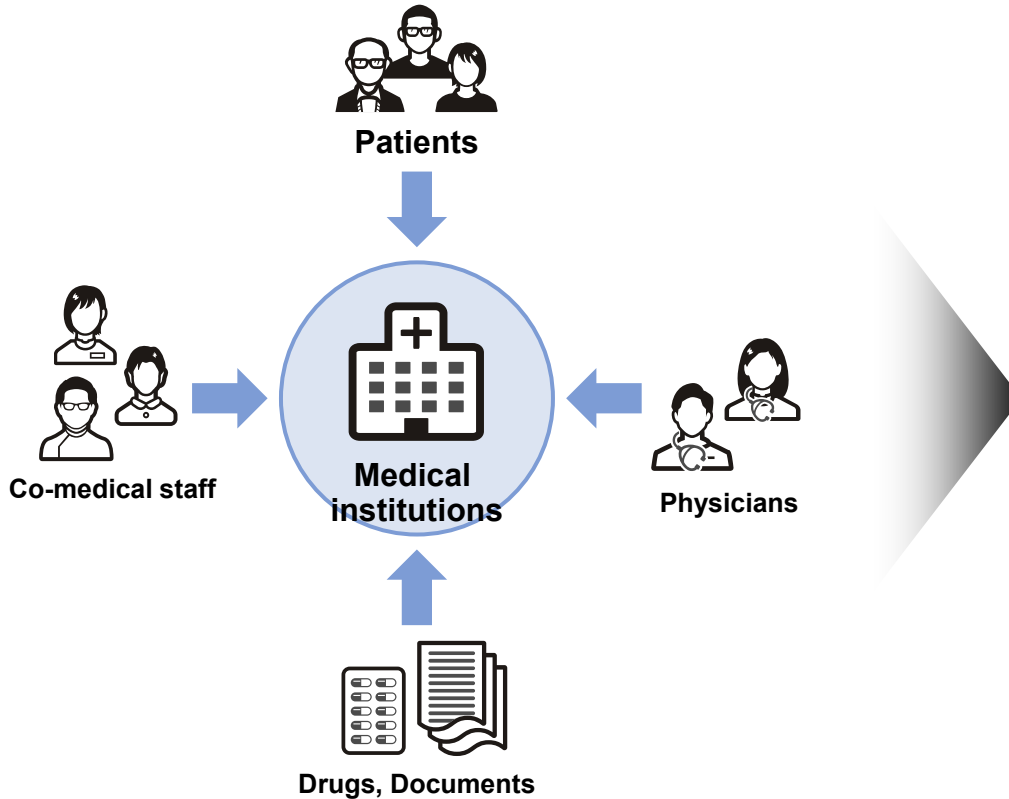 Patients
Co-medical staff
Medical
institutions
Physicians
Drugs, Documents